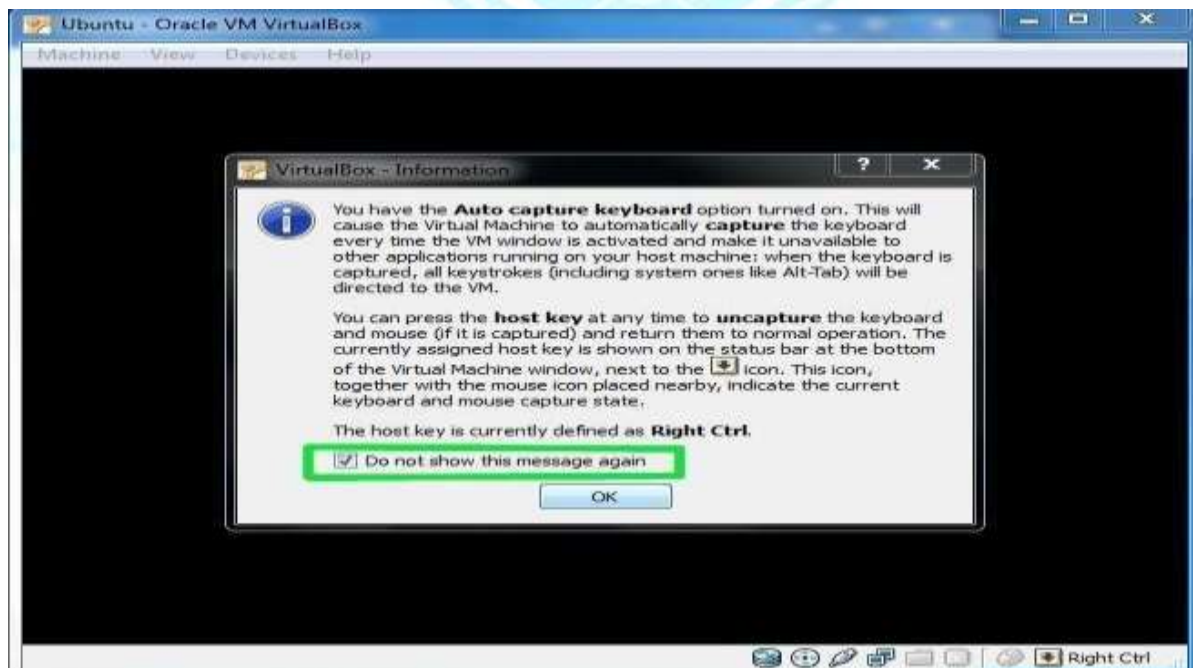 Ubuntu - Oracle VM VirtualBox
Machine View Devices Help
VirtualBox - Information
You have the Auto capture keyboard option turned on. This will
cause the Virtual Machine to automatically capture the keyboard
every time the VM window is activated and make it unavailable to
other applications running on your host machine: when the keyboard is
captured, all keystrokes (including system ones like Alt-Tab) will be
directed to the VM.
You can press the host key at any time to uncapture the keyboard
and mouse (if it is captured) and return them to normal operation. The
currently assigned host key is shown on the status bar at the bottom
of the Virtual Machine window, next to the icon. This icon,
together with the mouse icon placed nearby, indicate the current
keyboard and mouse capture state.
The host key is currently defined as Right Ctrl.
Do not show this message again
OK
Right Ctrl